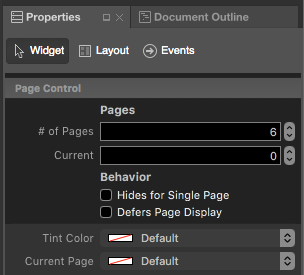 Properties
Document Outline
Widget Layout Events
Page Control
Pages
# of Pages 6
Current 0
Behavior
Hides for Single Page
Defers Page Display
Tint Color Default
Current Page Default